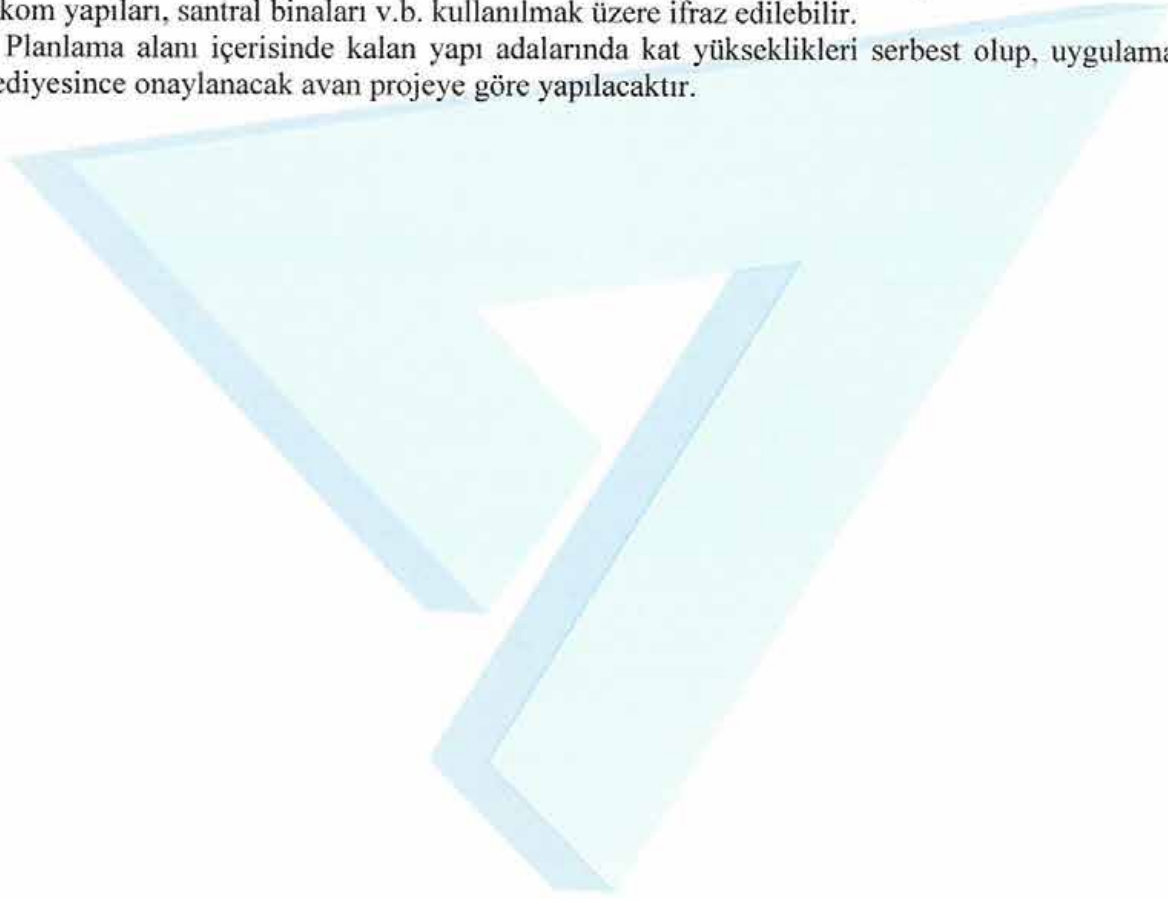 kom yapıları, santral binaları v.b. kullanılmak üzere ifraz edilebilir.
Planlama alanı içerisinde kalan yapı adalarında kat yükseklikleri serbest olup, uygulama
ediyesince onaylanacak avan projeye göre yapılacaktır.